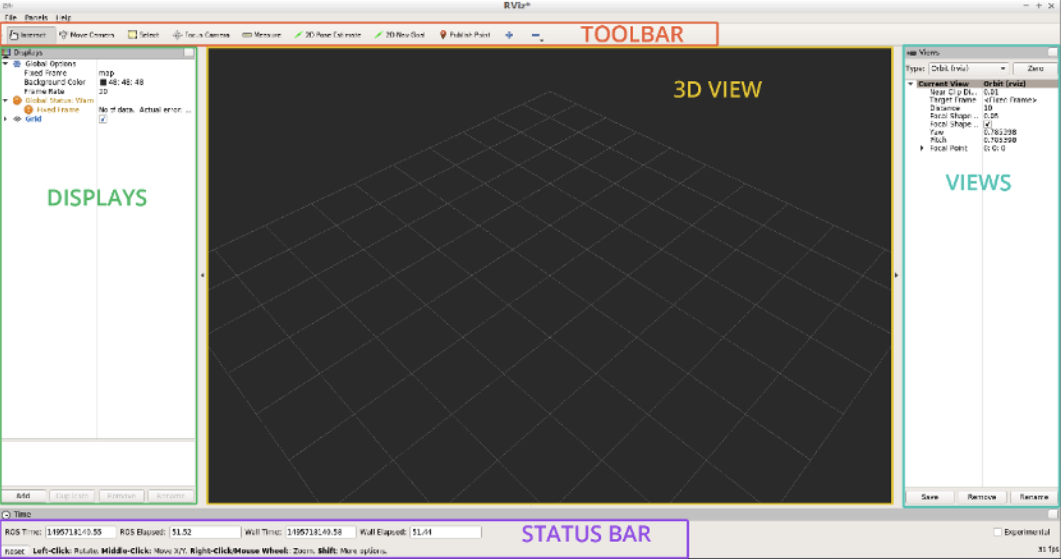 RViz*
File Panels Help
Interact Move Camera Select Focus Camera Measure 2D Pose Estimate 2D Nav Goal Publish Point TOOLBAR
Displays
Global Options
Fixed Frame map
Background Color 48; 48; 48
Frame Rate 30
Global Status: Warn
Fixed Frame No tf data. Actual error: ...
Grid
DISPLAYS
Add Duplicate Remove Rename
3D VIEW
Views
Type: Orbit (rviz) Zero
Current View Orbit (rviz)
Near Clip Di... 0.01
Target Frame <Fixed Frame>
Distance 10
Focal Shape ... 0.05
Focal Shape ...
Yaw 0.785398
Pitch 0.785398
Focal Point 0; 0; 0
VIEWS
Save Remove Rename
Time
ROS Time: 1495718140.55 ROS Elapsed: 51.52 Wall Time: 1495718140.58 Wall Elapsed: 51.44 STATUS BAR Experimental
Reset Left-Click: Rotate. Middle-Click: Move X/Y. Right-Click/Mouse Wheel: Zoom. Shift: More options. 31 fps